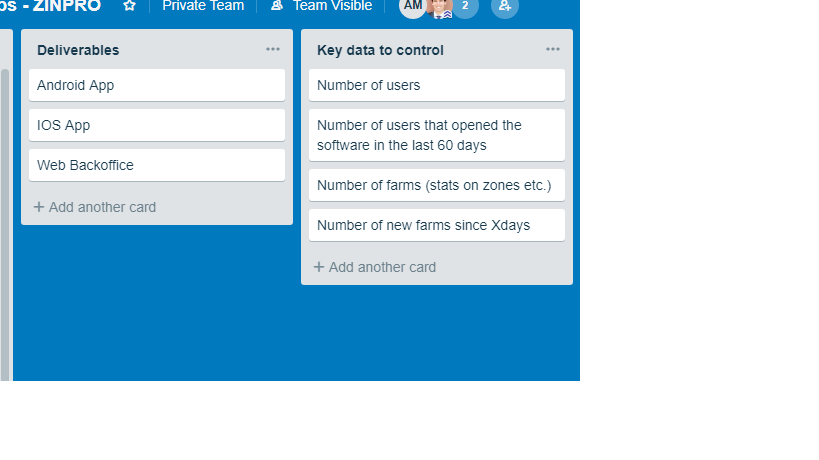 os - ZINPRO
Private Team
Team Visible
AM
2
Deliverables
Android App
IOS App
Web Backoffice
+ Add another card
Key data to control
Number of users
Number of users that opened the
software in the last 60 days
Number of farms (stats on zones etc.)
Number of new farms since Xdays
+ Add another card